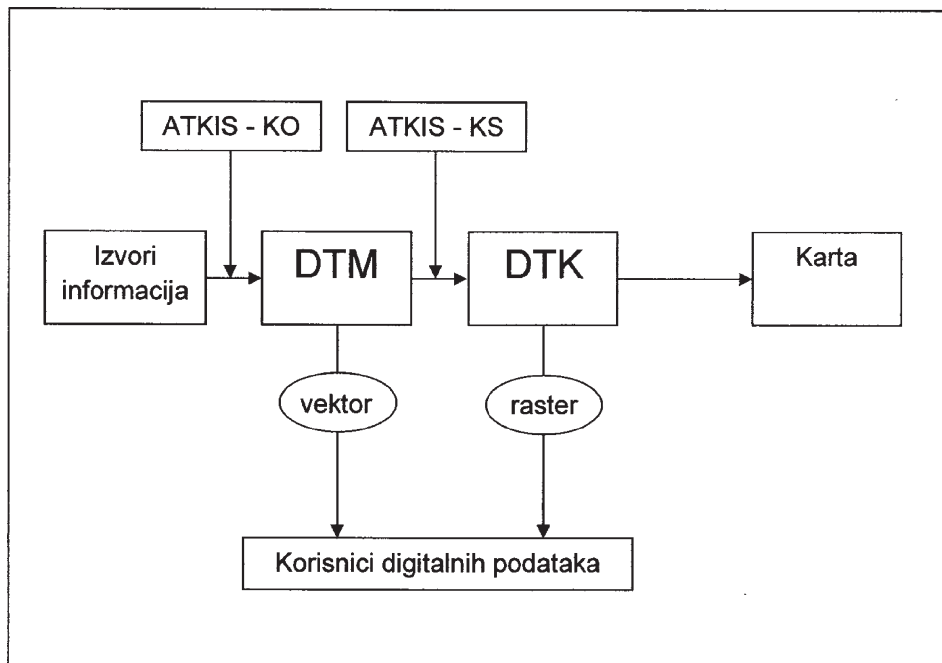 ATKIS - KO
ATKIS - KS
Izvori
informacija
DTM
DTK
Karta
vektor
raster
Korisnici digitalnih podataka